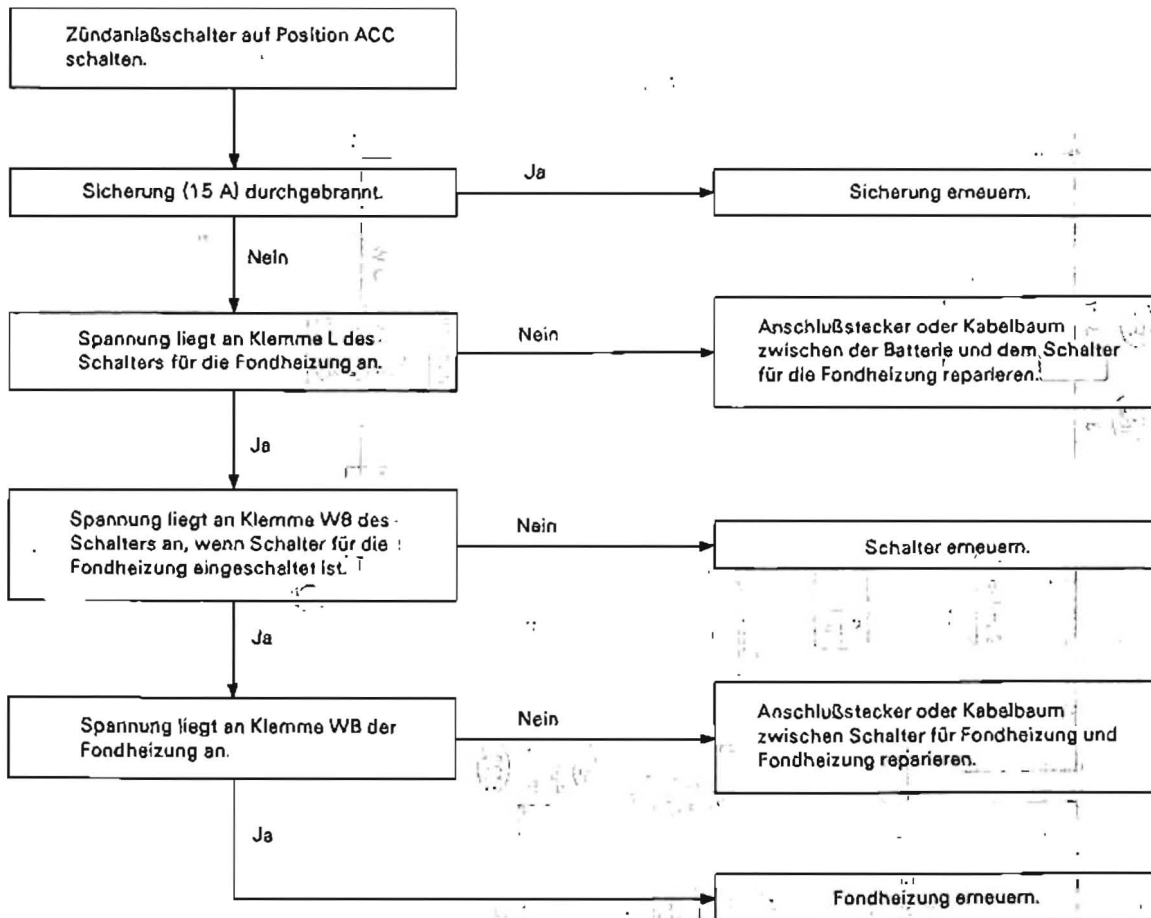 Zündanlaßschalter auf Position ACC
schalten.
Sicherung (15 A) durchgebrannt.
Ja
Sicherung erneuern.
Nein
Spannung liegt an Klemme L des
Schalters für die Fondheizung an.
Nein
Anschlußstecker oder Kabelbaum
zwischen der Batterie und dem Schalter
für die Fondheizung reparieren.
Ja
Spannung liegt an Klemme WB des
Schalters an, wenn Schalter für die
Fondheizung eingeschaltet ist.
Nein
Schalter erneuern.
Ja
Spannung liegt an Klemme WB der
Fondheizung an.
Nein
Anschlußstecker oder Kabelbaum
zwischen Schalter für Fondheizung und
Fondheizung reparieren.
Ja
Fondheizung erneuern.